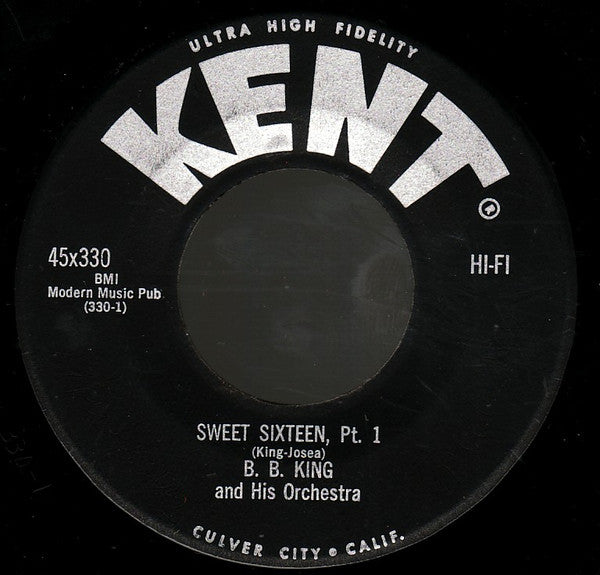 ULTRA HIGH FIDELITY
KENT®
45x330
BMI
Modern Music Pub
(330-1)
HI-FI
SWEET SIXTEEN, Pt. 1
(King-Josea)
B. B. KING
and His Orchestra
CULVER CITY • CALIF.